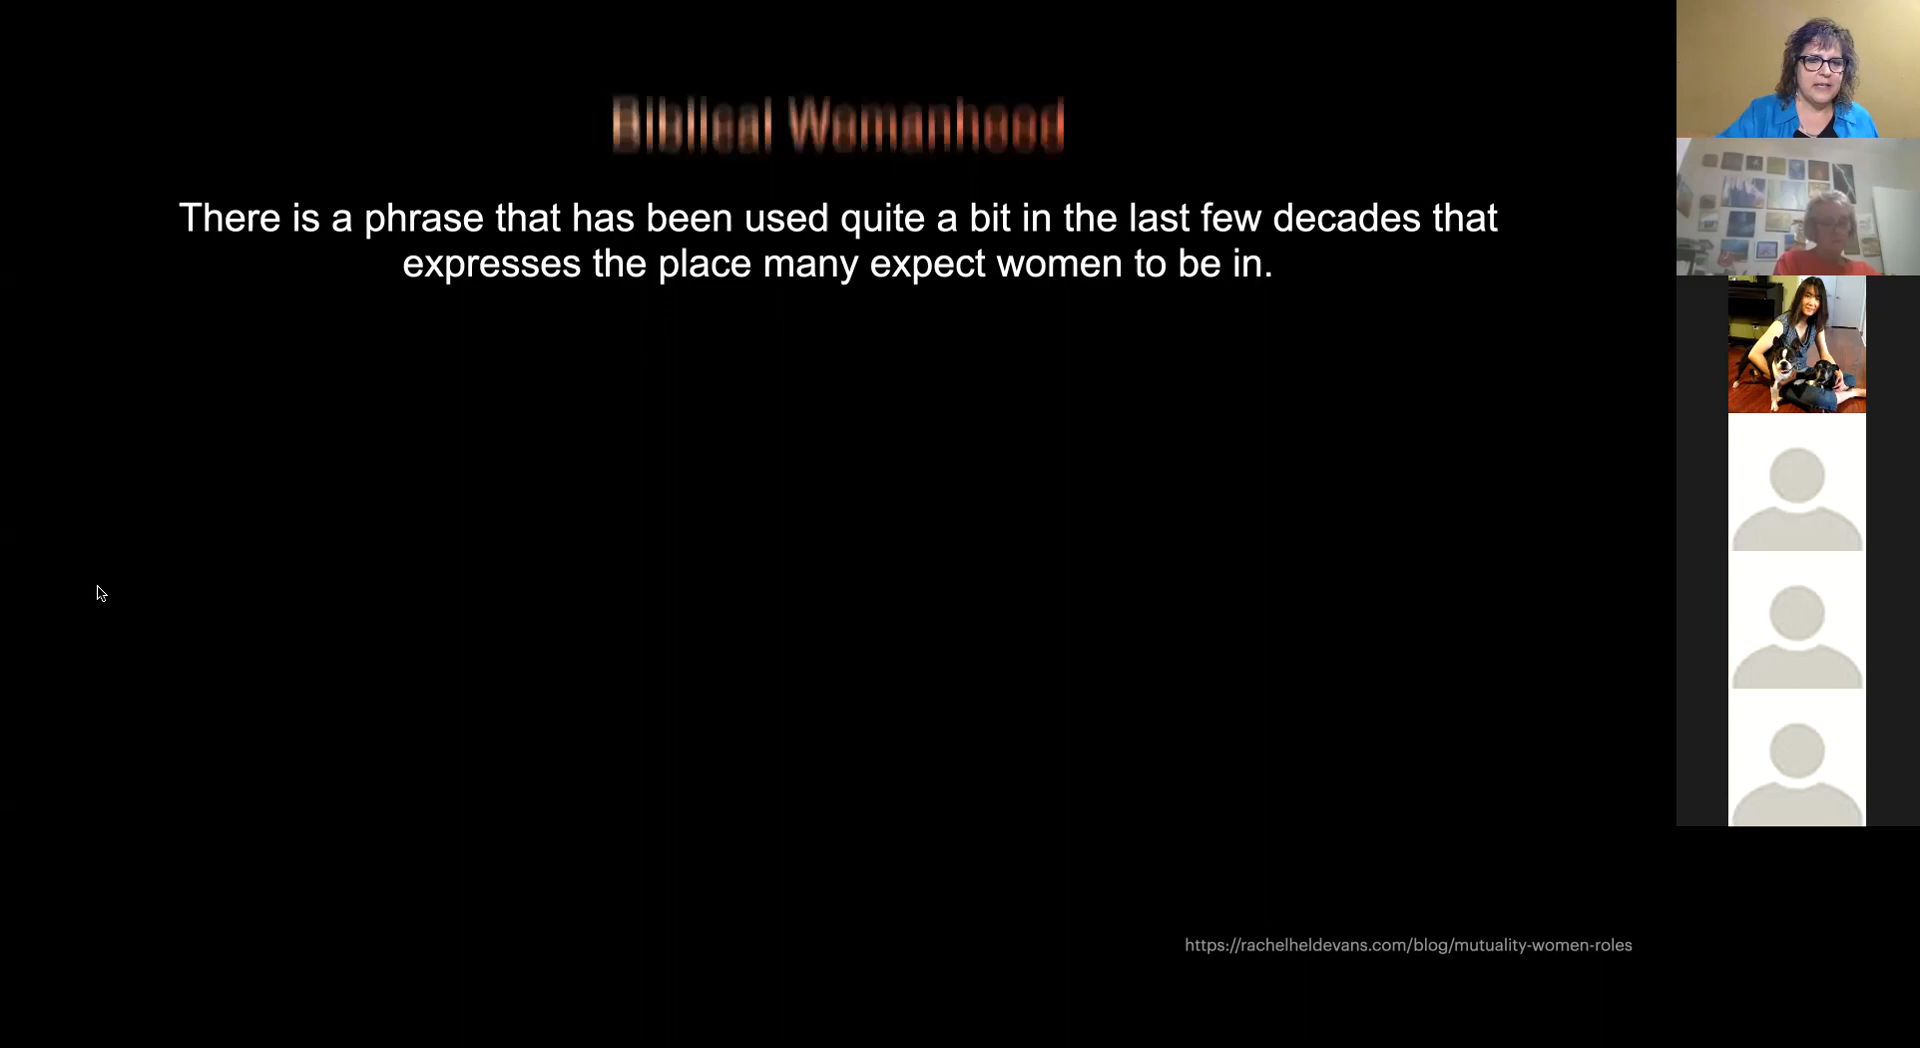 Biblical Womanhood
There is a phrase that has been used quite a bit in the last few decades that
expresses the place many expect women to be in.
https://rachelheldevans.com/blog/mutuality-women-roles